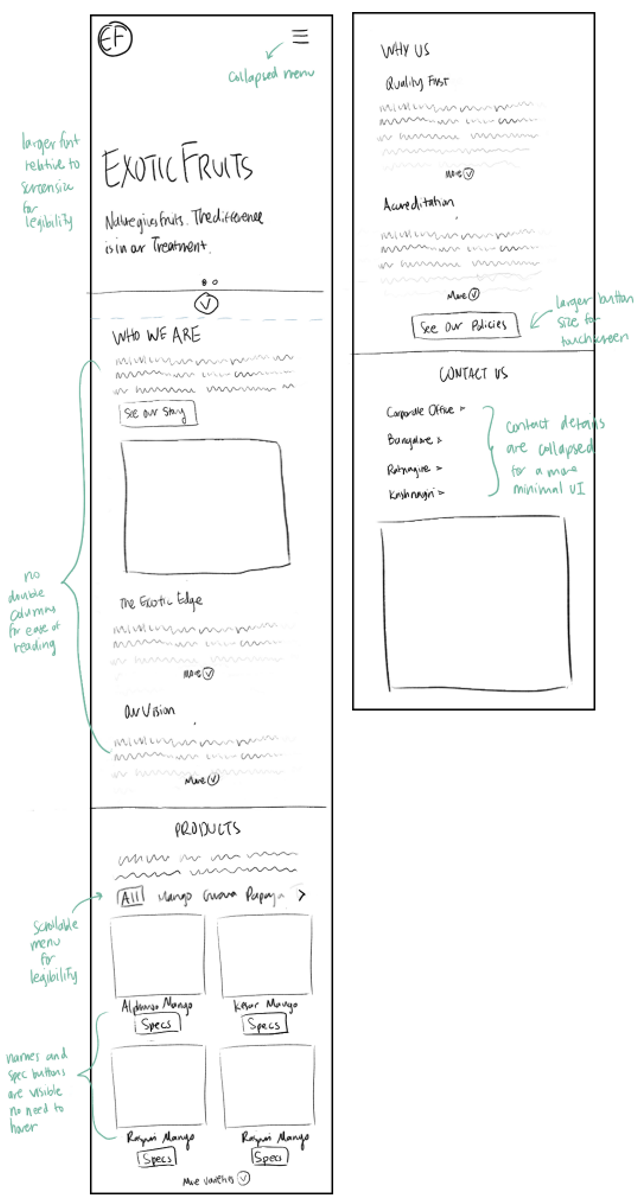 EF
collapsed menu
larger font
relative to
screensize
for
legibility
EXOTIC FRUITS
Nature gives fruits. The difference
is in our Treatment.
WHO WE ARE
See our Story
no
double
columns
for ease of
reading
The Exotic Edge
More
Our Vision
More
PRODUCTS
All Mango Guava Papaya >
Scrollable
menu
for
legibility
Alphonso Mango
Kesar Mango
Specs
Specs
names and
spec buttons
are visible
no need to
hover
Mango
Mango
Specs
Specs
More varieties
WHY US
Quality First
More
Accreditation
More
See Our Policies
larger button
size for
touchscreen
CONTACT US
Corporate Office >
Bangalore >
>
>
contact details
are collapsed
for a more
minimal UI